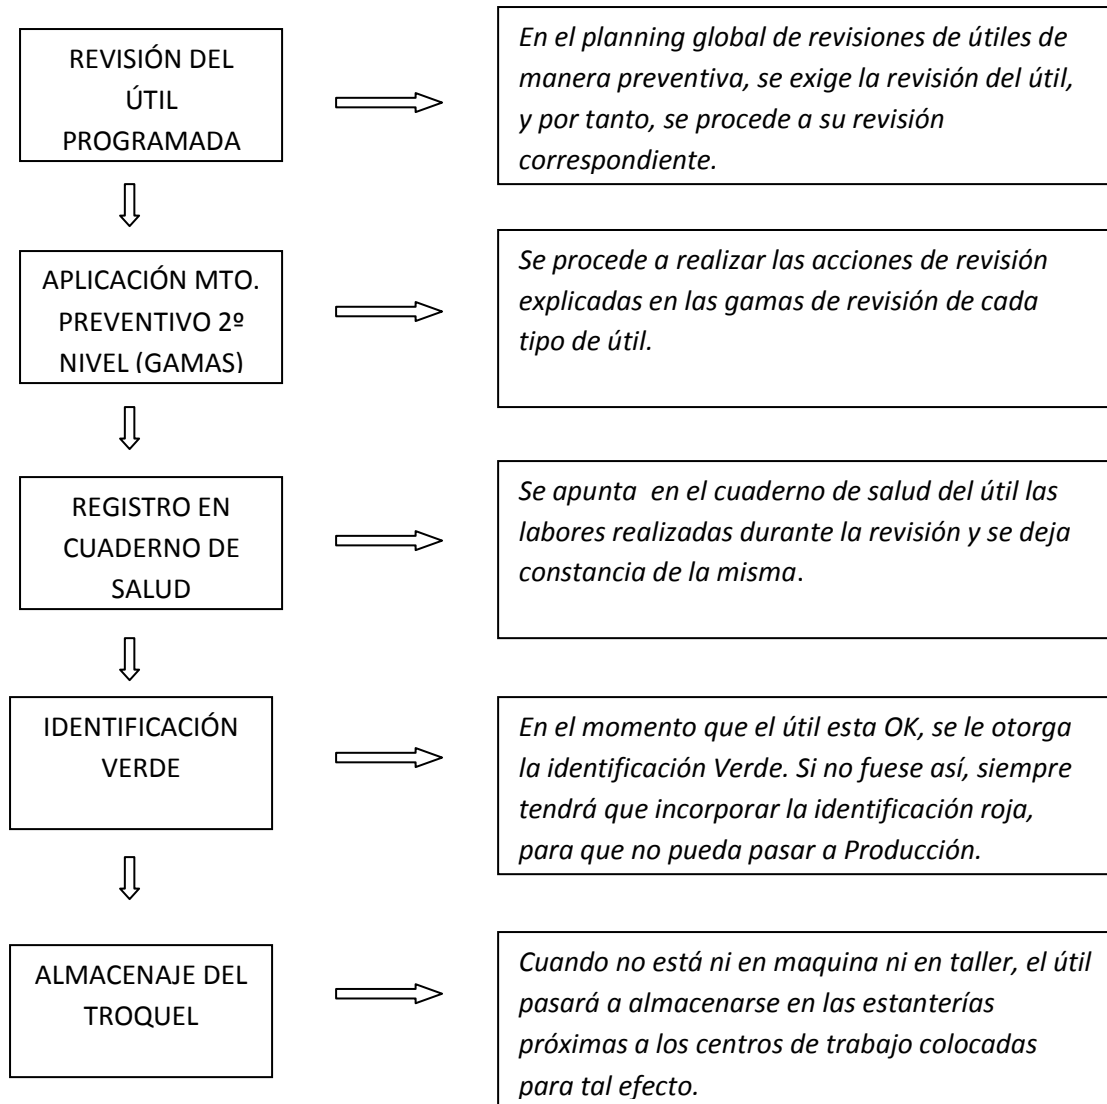 REVISIÓN DEL
ÚTIL
PROGRAMADA
En el planning global de revisiones de útiles de
manera preventiva, se exige la revisión del útil,
y por tanto, se procede a su revisión
correspondiente.
APLICACIÓN MTO.
PREVENTIVO 2º
NIVEL (GAMAS)
Se procede a realizar las acciones de revisión
explicadas en las gamas de revisión de cada
tipo de útil.
REGISTRO EN
CUADERNO DE
SALUD
Se apunta  en el cuaderno de salud del útil las
labores realizadas durante la revisión y se deja
constancia de la misma.
IDENTIFICACIÓN
VERDE
En el momento que el útil esta OK, se le otorga
la identificación Verde. Si no fuese así, siempre
tendrá que incorporar la identificación roja,
para que no pueda pasar a Producción.
ALMACENAJE DEL
TROQUEL
Cuando no está ni en maquina ni en taller, el útil
pasará a almacenarse en las estanterías
próximas a los centros de trabajo colocadas
para tal efecto.